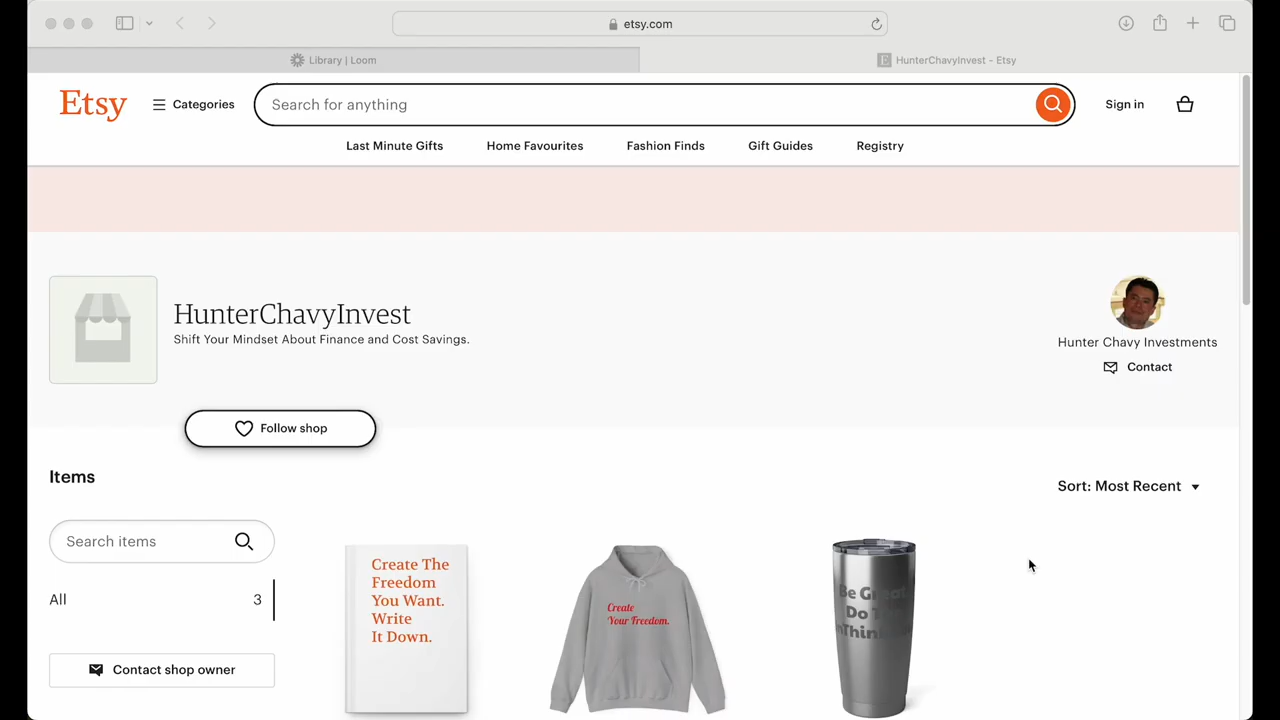 etsy.com
Library | Loom
HunterChavyInvest - Etsy
Etsy
Categories
Search for anything
Sign in
Last Minute Gifts
Home Favourites
Fashion Finds
Gift Guides
Registry
HunterChavyInvest
Shift Your Mindset About Finance and Cost Savings.
Hunter Chavy Investments
Contact
Follow shop
Items
Sort: Most Recent
Search items
All 3
Contact shop owner
Create The
Freedom
You Want.
Write
It Down.
Create
Your Freedom.
Be
Do